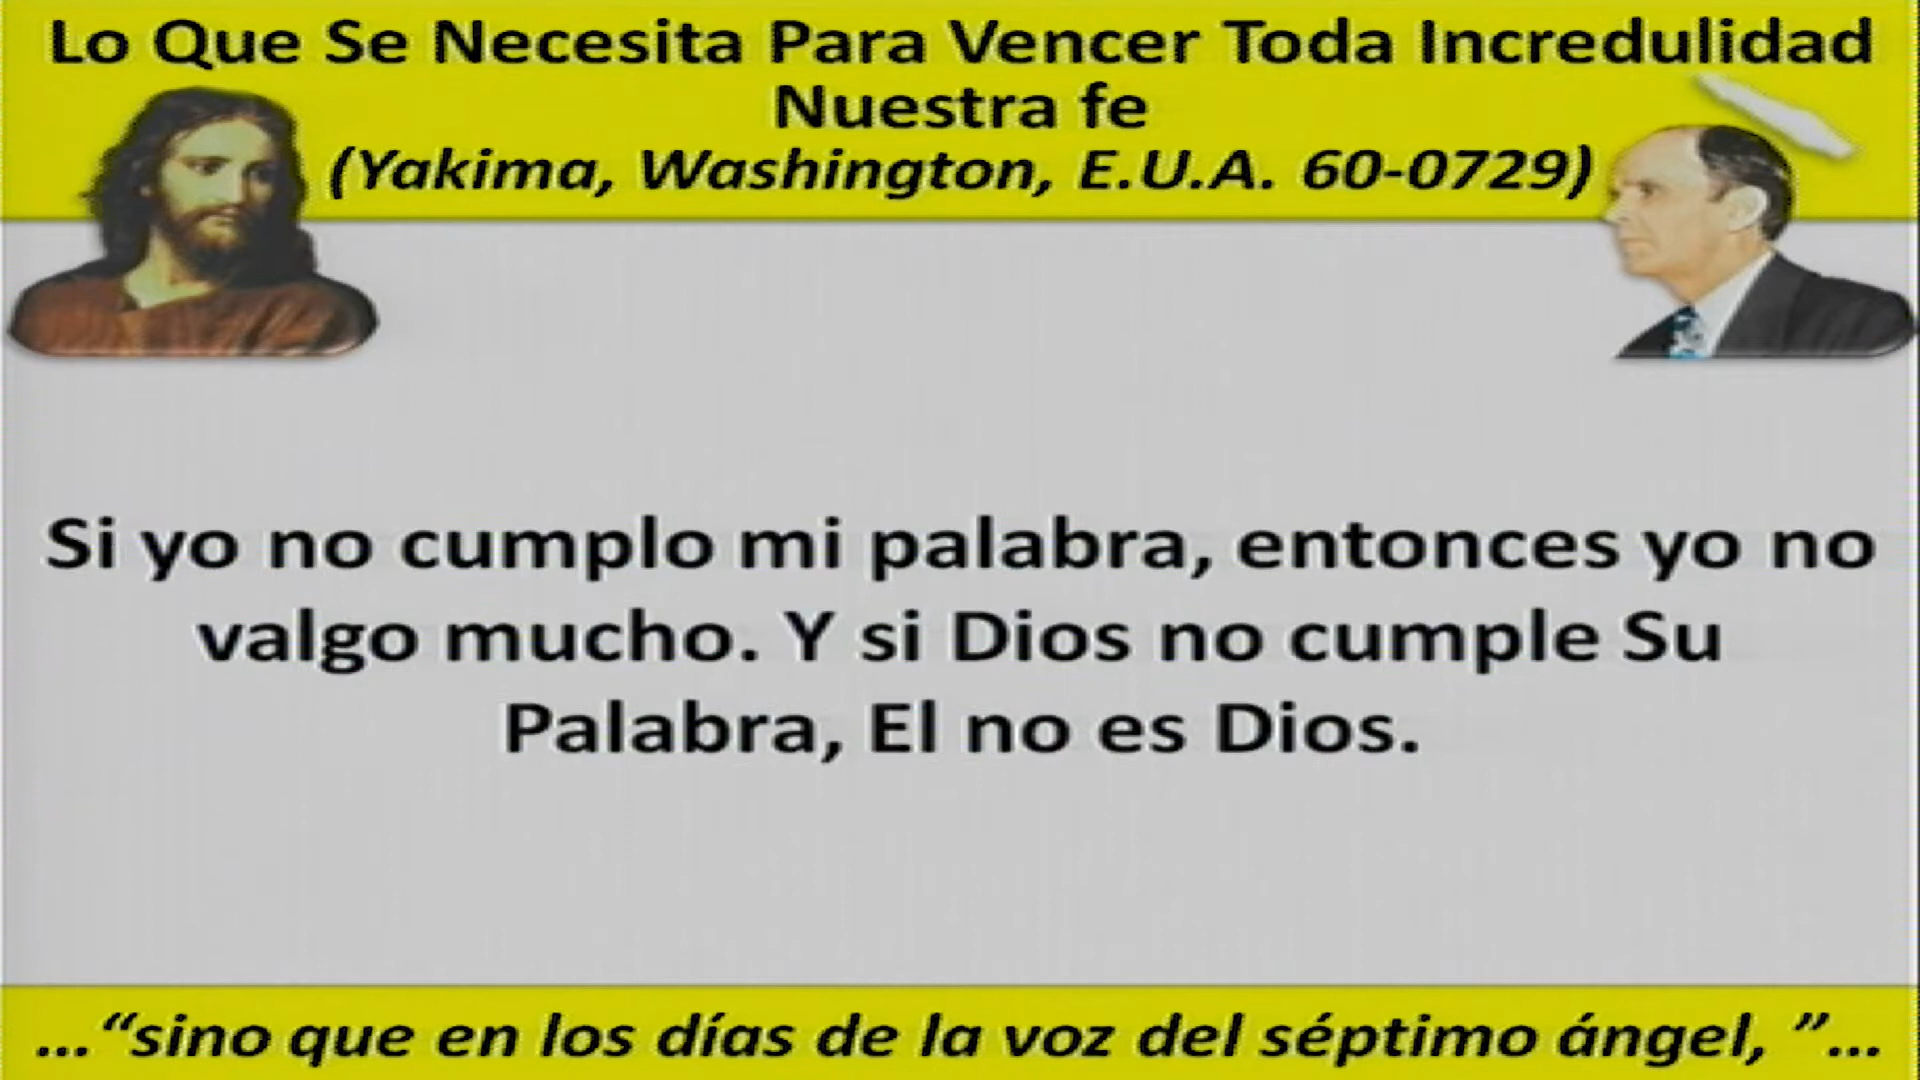 Lo Que Se Necesita Para Vencer Toda Incredulidad
Nuestra fe
(Yakima, Washington, E.U.A. 60-0729)
Si yo no cumplo mi palabra, entonces yo no
valgo mucho. Y si Dios no cumple Su
Palabra, El no es Dios.
...“sino que en los días de la voz del séptimo ángel, ”...